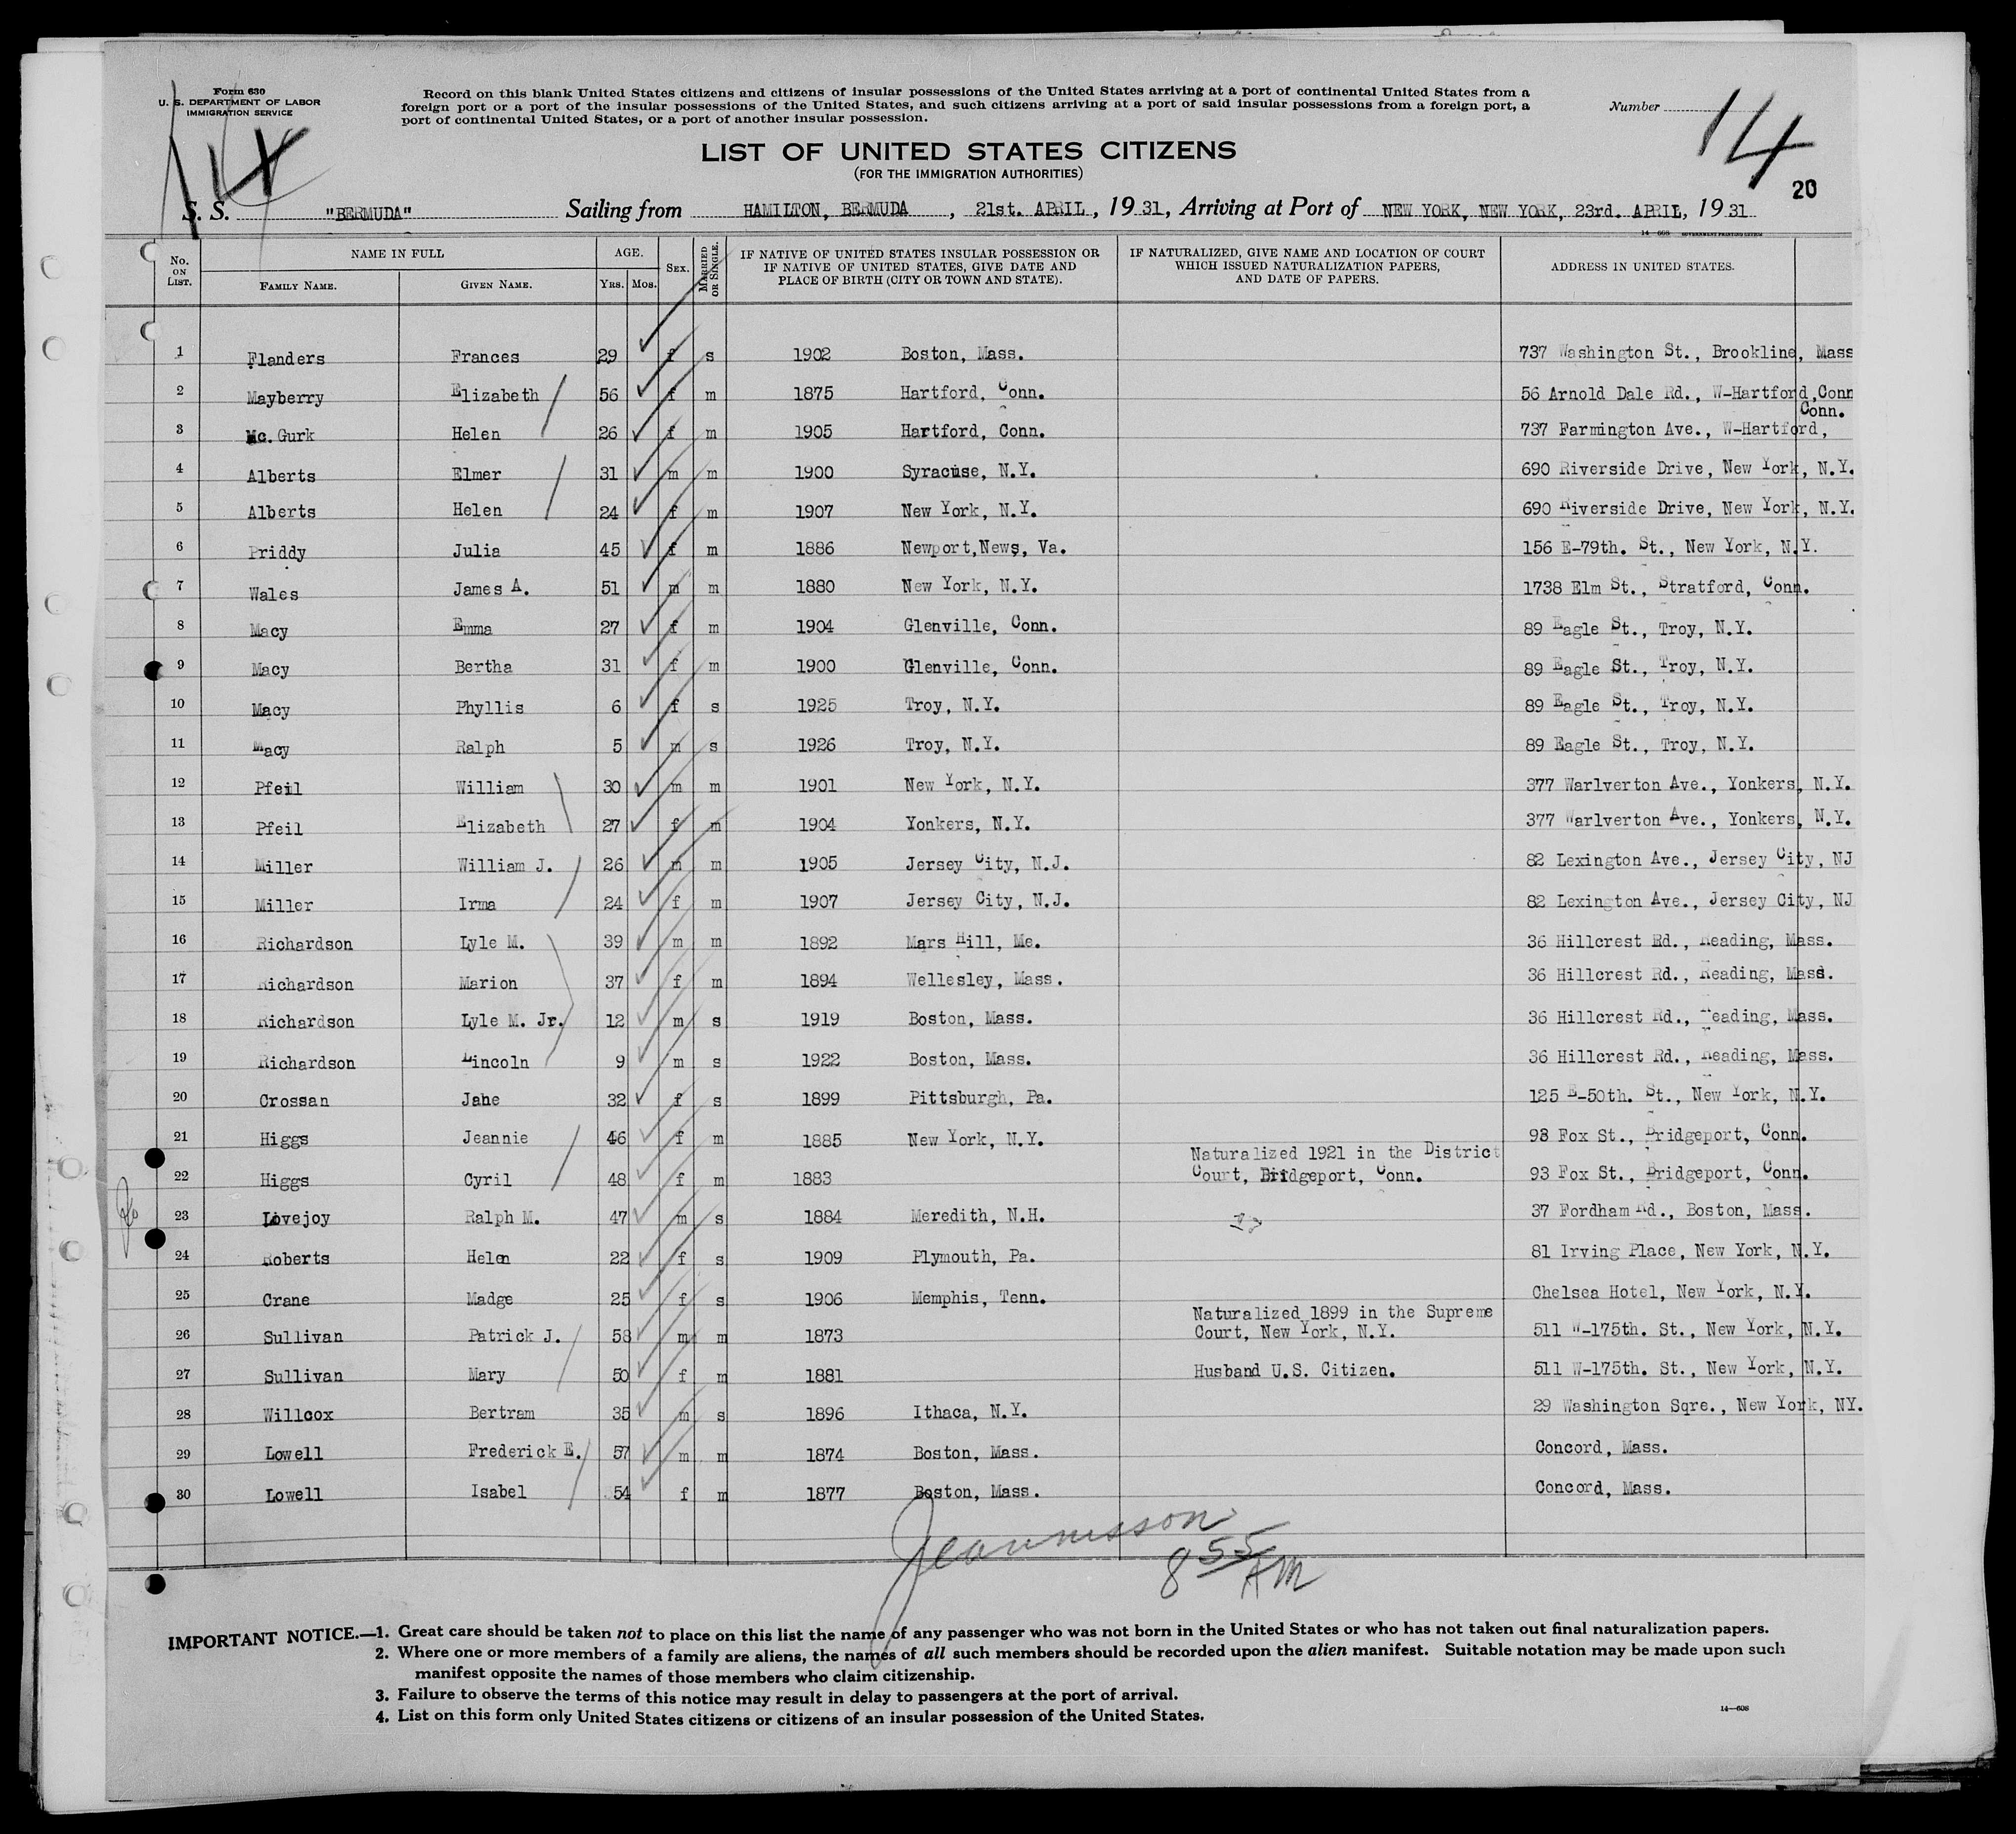 Form 630
U. S. DEPARTMENT OF LABOR
IMMIGRATION SERVICE
14
Record on this blank United States citizens and citizens of insular possessions of the United States arriving at a port of continental United States from a
foreign port or a port of the insular possessions of the United States, and such citizens arriving at a port of said insular possessions from a foreign port, a
port of continental United States, or a port of another insular possession.
Number
14
20
LIST OF UNITED STATES CITIZENS
(FOR THE IMMIGRATION AUTHORITIES)
S. S. "BERMUDA" Sailing from HAMILTON, BERMUDA, 21st. APRIL, 1931, Arriving at Port of NEW YORK, NEW YORK, 23rd. APRIL, 1931
No. ON LIST. NAME IN FULL FAMILY NAME. GIVEN NAME. AGE. YRS. MOS. SEX. MARRIED OR SINGLE. IF NATIVE OF UNITED STATES INSULAR POSSESSION OR IF NATIVE OF UNITED STATES, GIVE DATE AND PLACE OF BIRTH (CITY OR TOWN AND STATE). IF NATURALIZED, GIVE NAME AND LOCATION OF COURT WHICH ISSUED NATURALIZATION PAPERS, AND DATE OF PAPERS. ADDRESS IN UNITED STATES.
1 Flanders Frances 29 f s 1902 Boston, Mass. 737 Washington St., Brookline, Mass
2 Mayberry Elizabeth 56 f m 1875 Hartford, Conn. 56 Arnold Dale Rd., W-Hartford, Conn
3 Mc. Gurk Helen 26 f m 1905 Hartford, Conn. 737 Farmington Ave., W-Hartford, Conn.
4 Alberts Elmer 31 m m 1900 Syracuse, N.Y. 690 Riverside Drive, New York, N.Y.
5 Alberts Helen 24 f m 1907 New York, N.Y. 690 Riverside Drive, New York, N.Y.
6 Priddy Julia 45 f m 1886 Newport,News, Va. 156 E-79th. St., New York, N.Y.
7 Wales James A. 51 m m 1880 New York, N.Y. 1738 Elm St., Stratford, Conn.
8 Macy Emma 27 f m 1904 Glenville, Conn. 89 Eagle St., Troy, N.Y.
9 Macy Bertha 31 f m 1900 Glenville, Conn. 89 Eagle St., Troy, N.Y.
10 Macy Phyllis 6 f s 1925 Troy, N.Y. 89 Eagle St., Troy, N.Y.
11 Macy Ralph 5 m s 1926 Troy, N.Y. 89 Eagle St., Troy, N.Y.
12 Pfeil William 30 m m 1901 New York, N.Y. 377 Warlverton Ave., Yonkers, N.Y.
13 Pfeil Elizabeth 27 f m 1904 Yonkers, N.Y. 377 Warlverton Ave., Yonkers, N.Y.
14 Miller William J. 26 m m 1905 Jersey City, N.J. 82 Lexington Ave., Jersey City, NJ
15 Miller Irma 24 f m 1907 Jersey City, N.J. 82 Lexington Ave., Jersey City, NJ
16 Richardson Lyle M. 39 m m 1892 Mars Hill, Me. 36 Hillcrest Rd., Reading, Mass.
17 Richardson Marion 37 f m 1894 Wellesley, Mass. 36 Hillcrest Rd., Reading, Mass.
18 Richardson Lyle M. Jr. 12 m s 1919 Boston, Mass. 36 Hillcrest Rd., Reading, Mass.
19 Richardson Lincoln 9 m s 1922 Boston, Mass. 36 Hillcrest Rd., Reading, Mass.
20 Crossan Jane 32 f s 1899 Pittsburgh, Pa. 125 E-50th. St., New York, N.Y.
21 Higgs Jeannie 46 f m 1885 New York, N.Y. 93 Fox St., Bridgeport, Conn.
22 Higgs Cyril 48 f m 1883 Naturalized 1921 in the District Court, Bridgeport, Conn. 93 Fox St., Bridgeport, Conn.
23 Lovejoy Ralph M. 47 m s 1884 Meredith, N.H. 37 Fordham Rd., Boston, Mass.
24 Roberts Helen 22 f s 1909 Plymouth, Pa. 81 Irving Place, New York, N.Y.
25 Crane Madge 25 f s 1906 Memphis, Tenn. Chelsea Hotel, New York, N.Y.
26 Sullivan Patrick J. 58 m m 1873 Naturalized 1899 in the Supreme Court, New York, N.Y. 511 W-175th. St., New York, N.Y.
27 Sullivan Mary 50 f m 1881 Husband U.S. Citizen. 511 W-175th. St., New York, N.Y.
28 Willcox Bertram 35 m s 1896 Ithaca, N.Y. 29 Washington Sqre., New York, NY.
29 Lowell Frederick E. 57 m m 1874 Boston, Mass. Concord, Mass.
30 Lowell Isabel 54 f m 1877 Boston, Mass. Concord, Mass.
8 55 AM
IMPORTANT NOTICE.—1. Great care should be taken not to place on this list the name of any passenger who was not born in the United States or who has not taken out final naturalization papers.
2. Where one or more members of a family are aliens, the names of all such members should be recorded upon the alien manifest. Suitable notation may be made upon such
manifest opposite the names of those members who claim citizenship.
3. Failure to observe the terms of this notice may result in delay to passengers at the port of arrival.
4. List on this form only United States citizens or citizens of an insular possession of the United States.
14—608